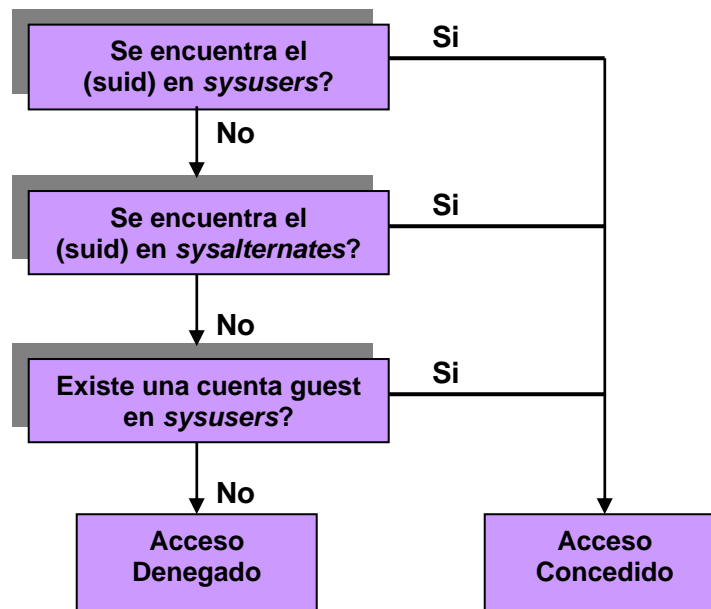 Se encuentra el
(suid) en sysusers?
Si
No
Se encuentra el
(suid) en sysalternates?
Si
No
Existe una cuenta guest
en sysusers?
Si
No
Acceso
Denegado
Acceso
Concedido